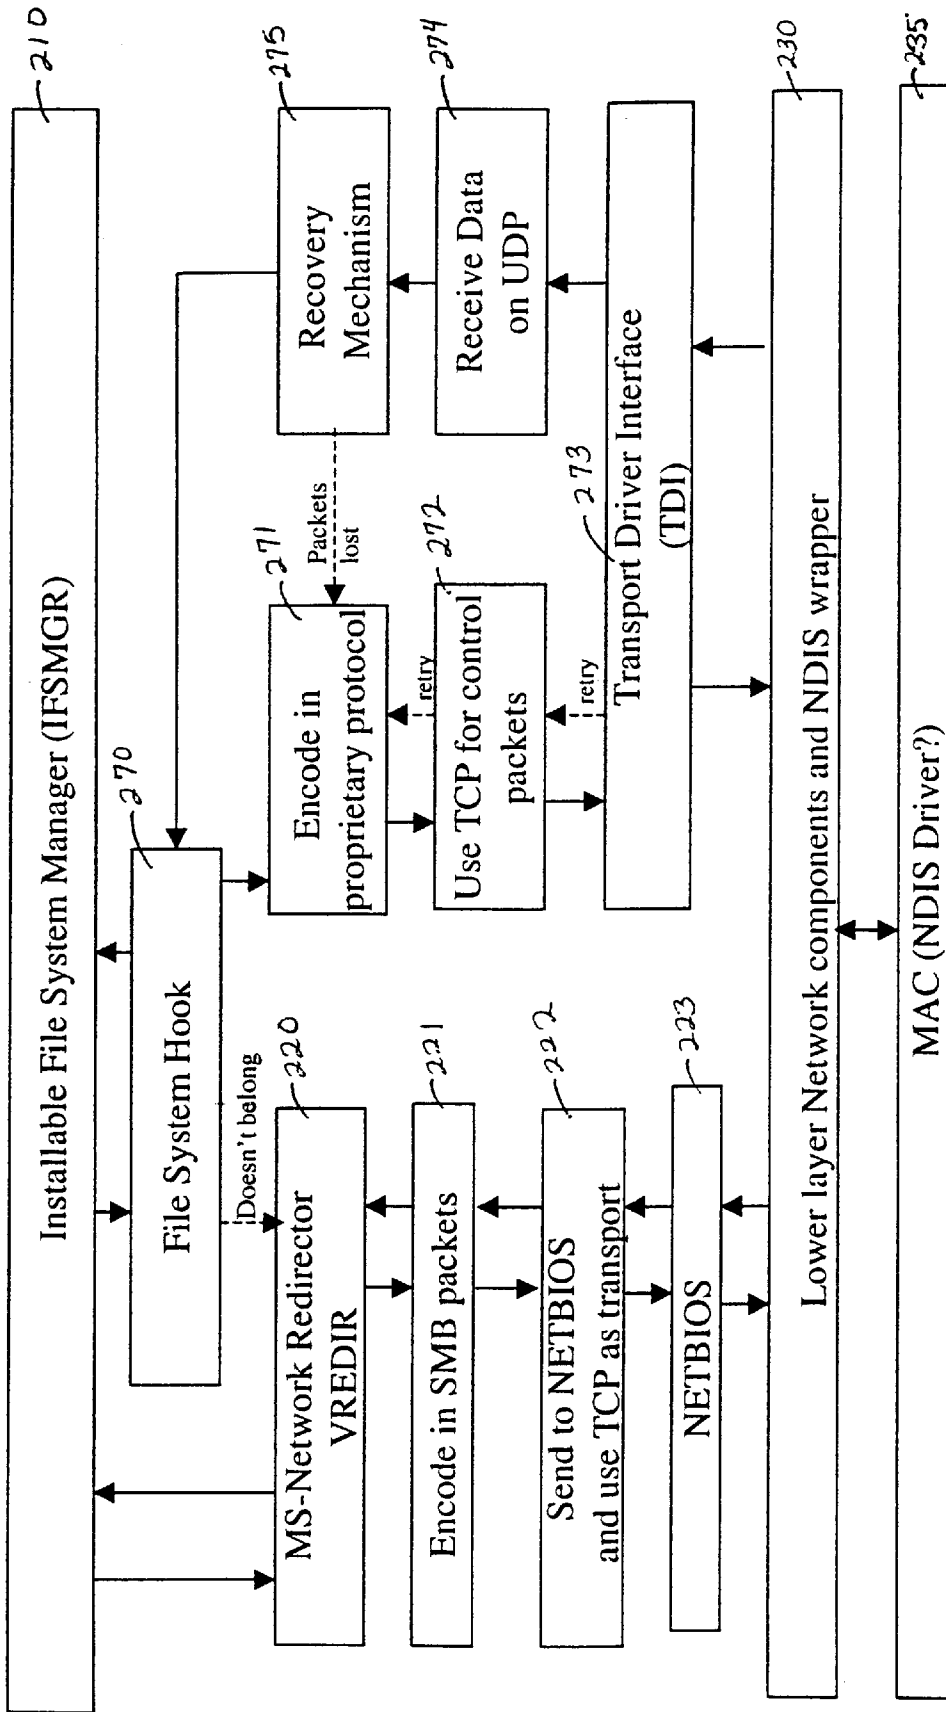 Installable File System Manager (IFSMGR)
210
File System Hook
270
Doesn't belong
MS-Network Redirector
VREDIR
220
Encode in
proprietary protocol
271
Packets
lost
Recovery
Mechanism
275
Encode in SMB packets
221
retry
Use TCP for control
packets
272
Receive Data
on UDP
274
Send to NETBIOS
and use TCP as transport
222
retry
Transport Driver Interface
(TDI)
273
NETBIOS
223
Lower layer Network components and NDIS wrapper
230
MAC (NDIS Driver?)
235